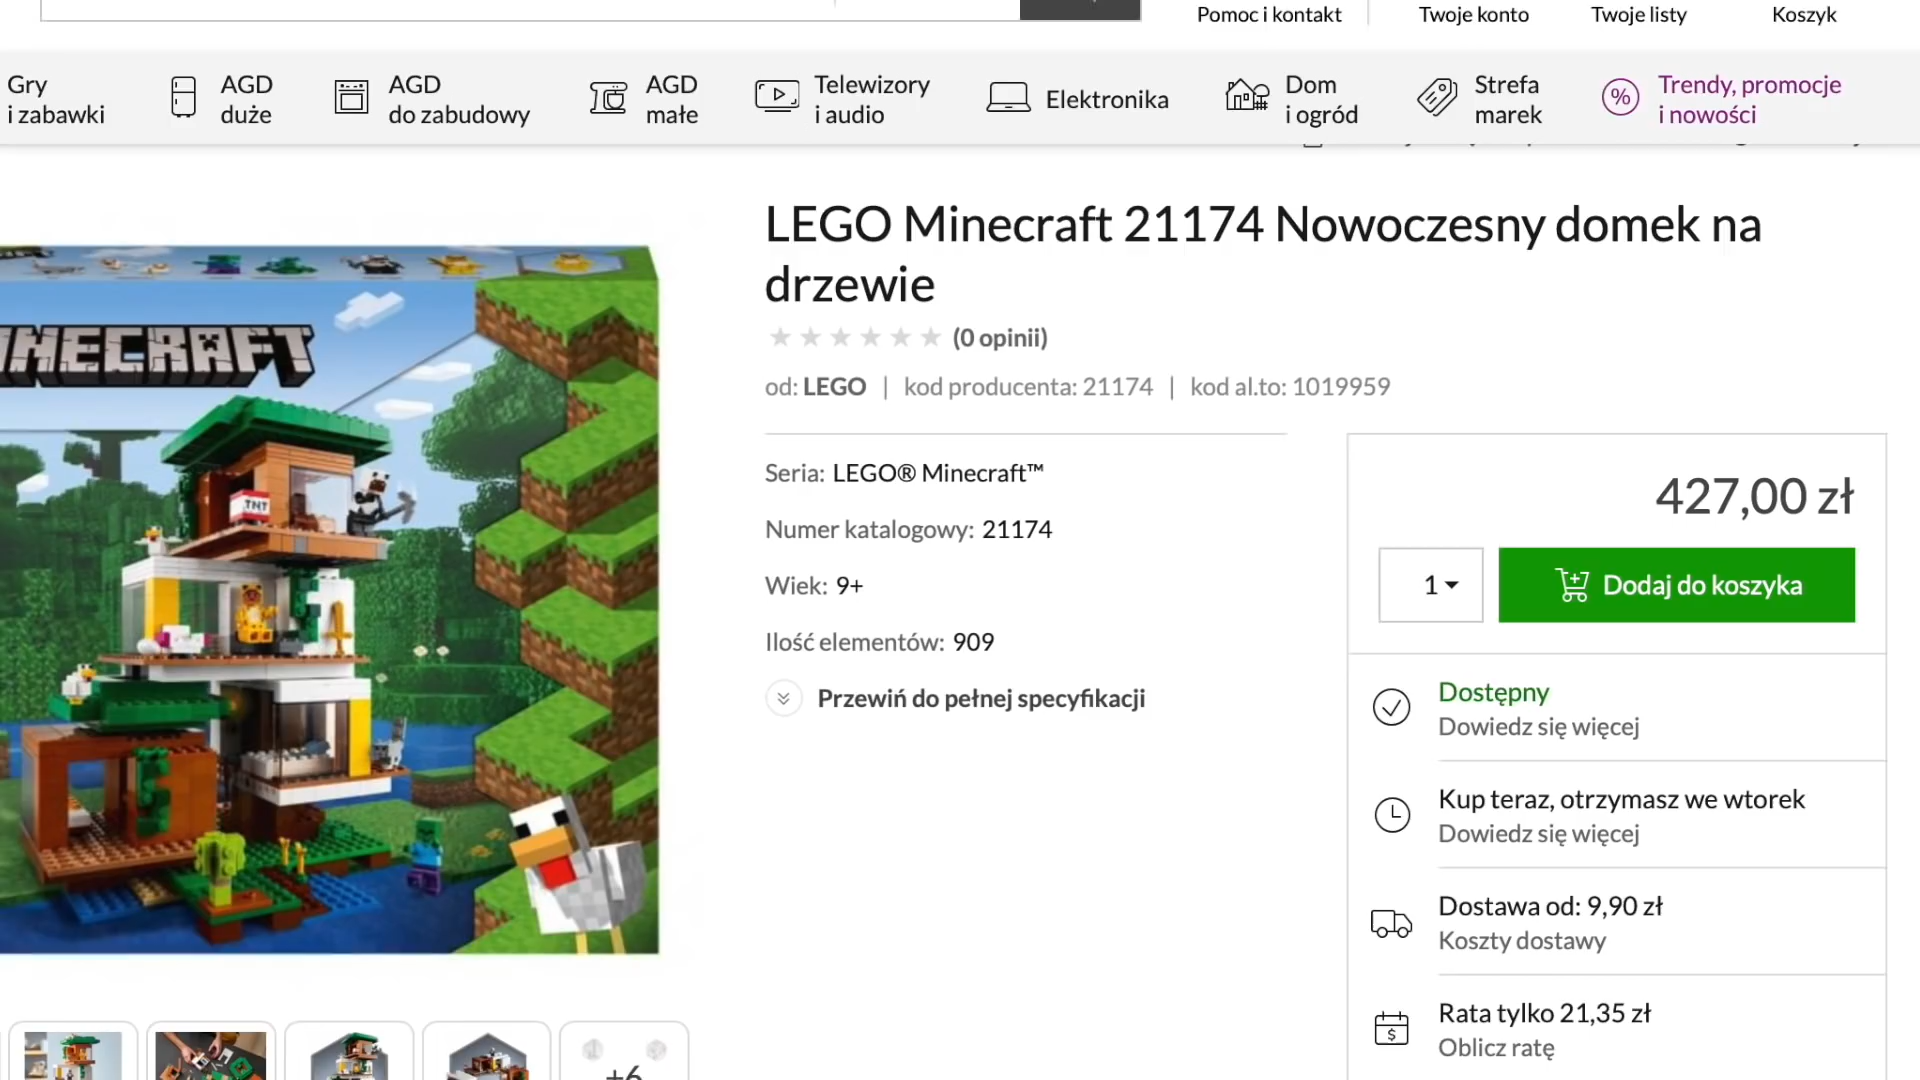 Pomoc i kontakt
Twoje konto
Twoje listy
Koszyk
Gry
i zabawki
AGD
duże
AGD
do zabudowy
AGD
małe
Telewizory
i audio
Elektronika
Dom
i ogród
Strefa
marek
%
Trendy, promocje
i nowości
LEGO Minecraft 21174 Nowoczesny domek na
drzewie
(0 opinii)
od: LEGO | kod producenta: 21174 | kod al.to: 1019959
INECRAFT
TNT
Seria: LEGO® Minecraft™
Numer katalogowy: 21174
Wiek: 9+
Ilość elementów: 909
Przewiń do pełnej specyfikacji
427,00 zł
1
Dodaj do koszyka
Dostępny
Dowiedz się więcej
Kup teraz, otrzymasz we wtorek
Dowiedz się więcej
Dostawa od: 9,90 zł
Koszty dostawy
Rata tylko 21,35 zł
Oblicz ratę
+6